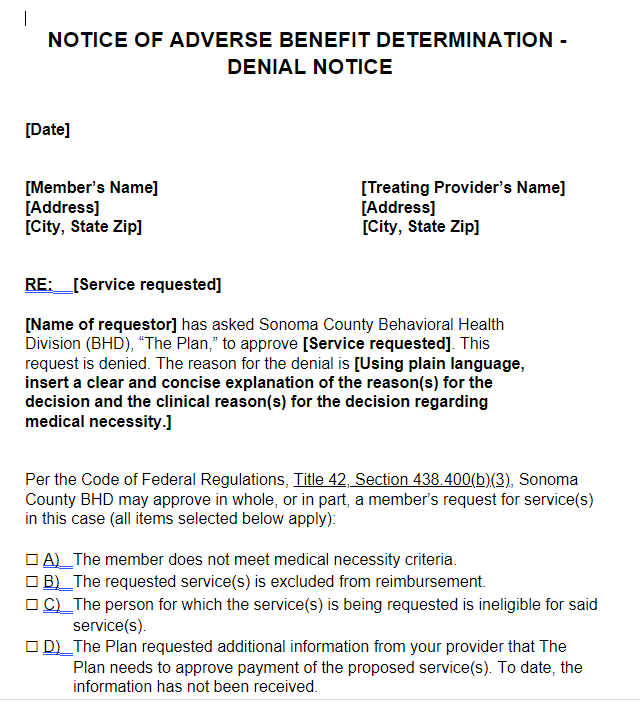 NOTICE OF ADVERSE BENEFIT DETERMINATION -
DENIAL NOTICE
[Date]
[Member’s Name] [Treating Provider’s Name]
[Address] [Address]
[City, State Zip] [City, State Zip]
RE: [Service requested]
[Name of requestor] has asked Sonoma County Behavioral Health
Division (BHD), “The Plan,” to approve [Service requested]. This
request is denied. The reason for the denial is [Using plain language,
insert a clear and concise explanation of the reason(s) for the
decision and the clinical reason(s) for the decision regarding
medical necessity.]
Per the Code of Federal Regulations, Title 42, Section 438.400(b)(3), Sonoma
County BHD may approve in whole, or in part, a member’s request for service(s)
in this case (all items selected below apply):
☐ A) The member does not meet medical necessity criteria.
☐ B) The requested service(s) is excluded from reimbursement.
☐ C) The person for which the service(s) is being requested is ineligible for said
service(s).
☐ D) The Plan requested additional information from your provider that The
Plan needs to approve payment of the proposed service(s). To date, the
information has not been received.